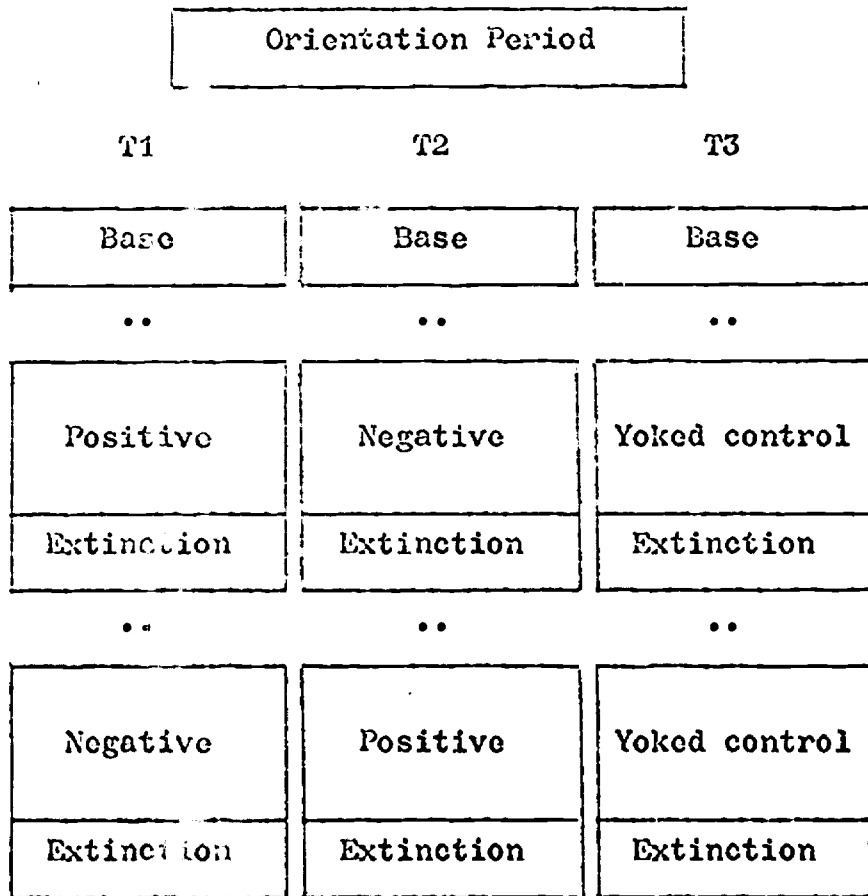 Orientation Period
T1 T2 T3
Base Base Base
Positive Negative Yoked control
Extinction Extinction Extinction
Negative Positive Yoked control
Extinction Extinction Extinction